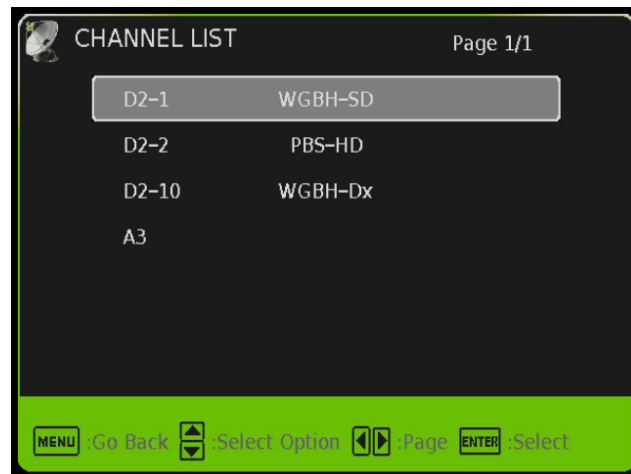 CHANNEL LIST Page 1/1
D2-1 WGBH-SD
D2-2 PBS-HD
D2-10 WGBH-Dx
A3
MENU :Go Back :Select Option :Page ENTER :Select